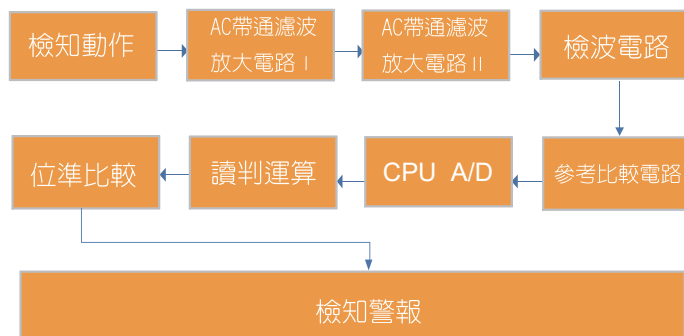 檢知動作
AC帶通濾波
放大電路 I
AC帶通濾波
放大電路 II
檢波電路
參考比較電路
CPU A/D
讀判運算
位準比較
檢知警報